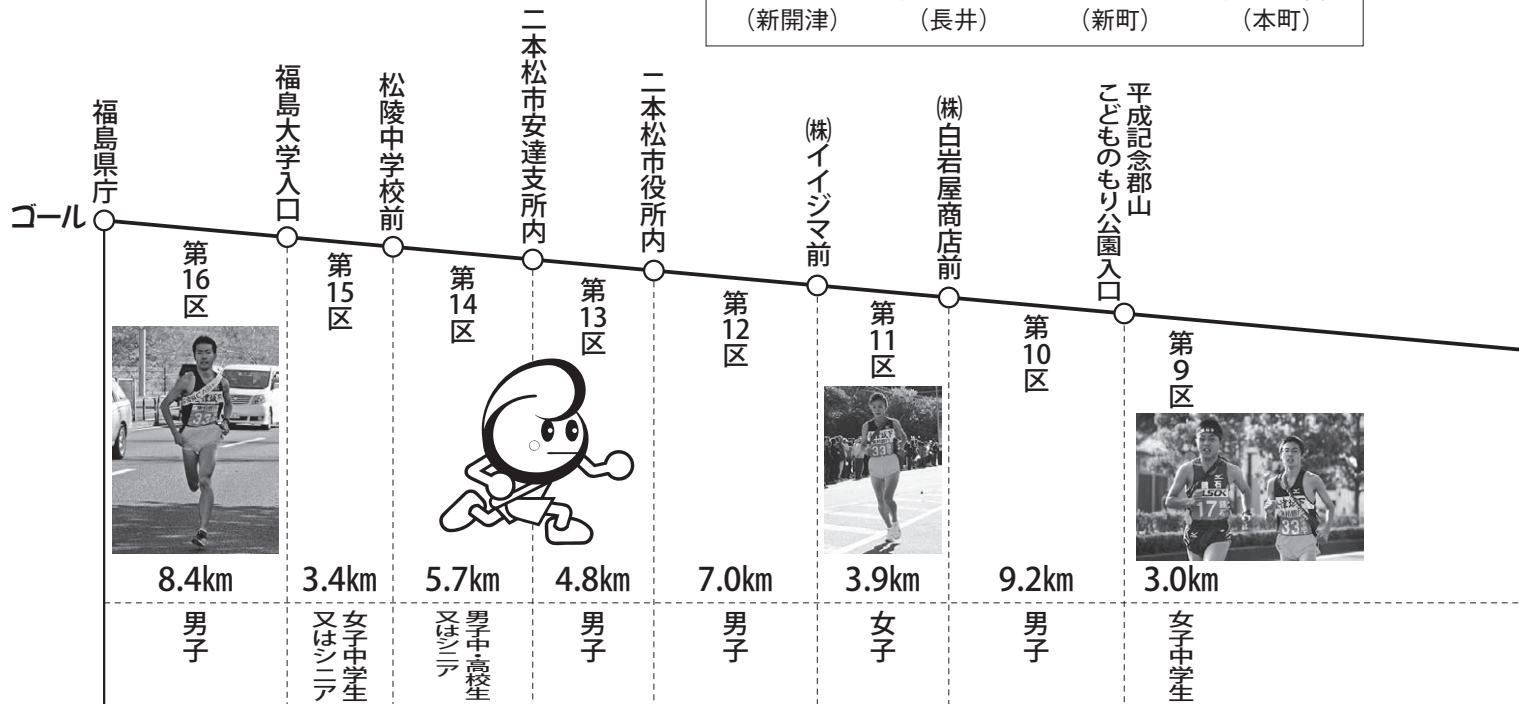 (新開津)
(長井)
(新町)
(本町)
ゴール
福島県庁
福島大学入口
松陵中学校前
二本松市安達支所内
二本松市役所内
㈱イイジマ前
㈱白岩屋商店前
平成記念郡山
こどものもり公園入口
第16区
第15区
第14区
第13区
第12区
第11区
第10区
第9区
33
33
17
33
8.4㎞
3.4㎞
5.7㎞
4.8㎞
7.0㎞
3.9㎞
9.2㎞
3.0㎞
男子
女子中学生
又はシニア
男子中・高校生
又はシニア
男子
男子
女子
男子
女子中学生